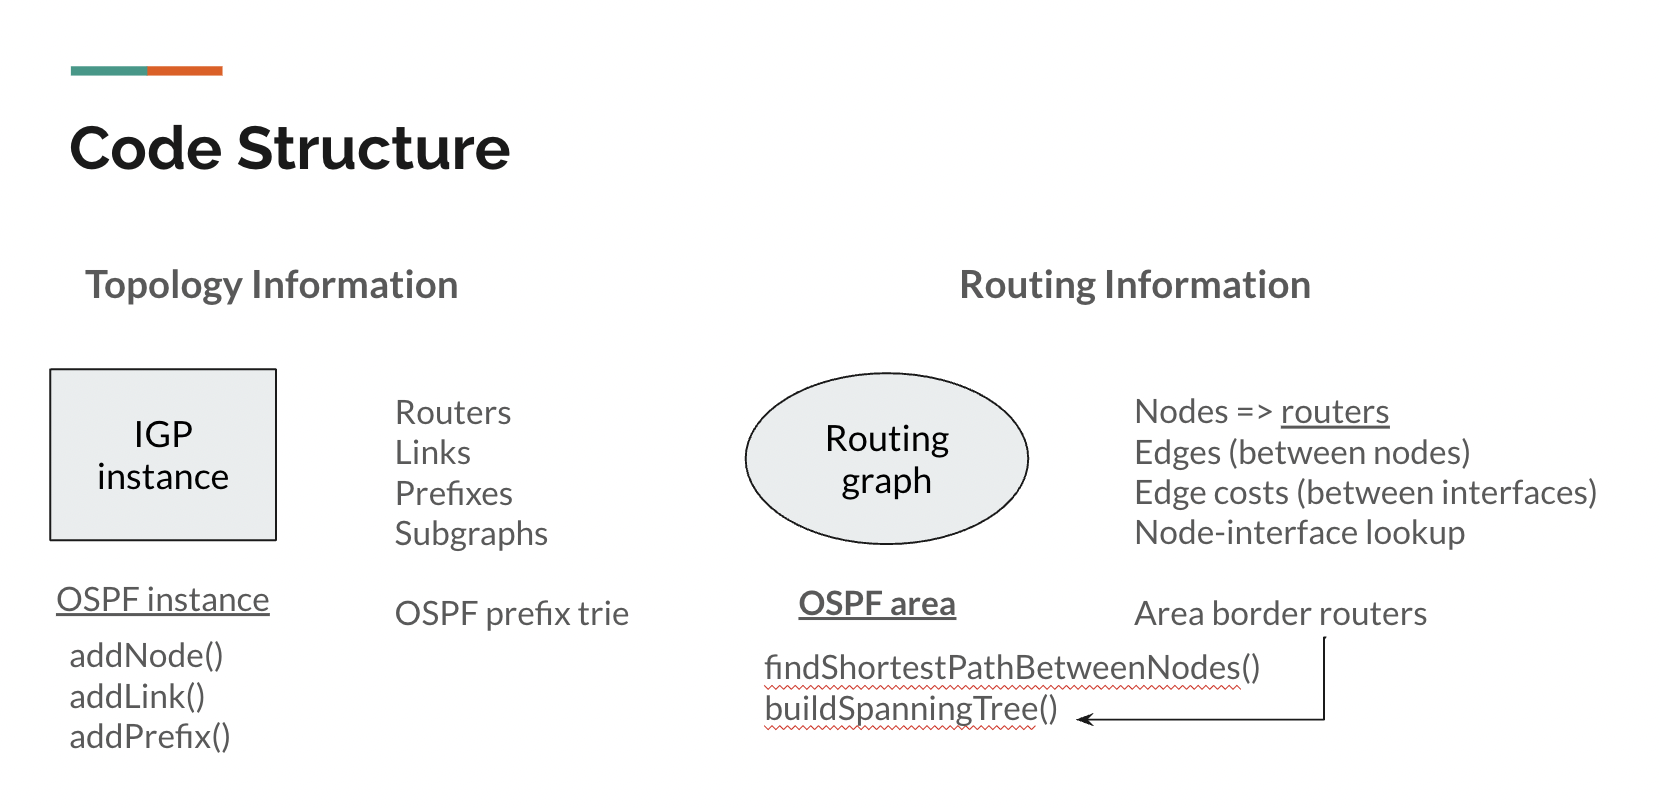 Code Structure
Topology Information
IGP
instance
Routers
Links
Prefixes
Subgraphs
OSPF instance
OSPF prefix trie
addNode()
addLink()
addPrefix()
Routing Information
Routing
graph
Nodes => routers
Edges (between nodes)
Edge costs (between interfaces)
Node-interface lookup
OSPF area
Area border routers
findShortestPathBetweenNodes()
buildSpanningTree()